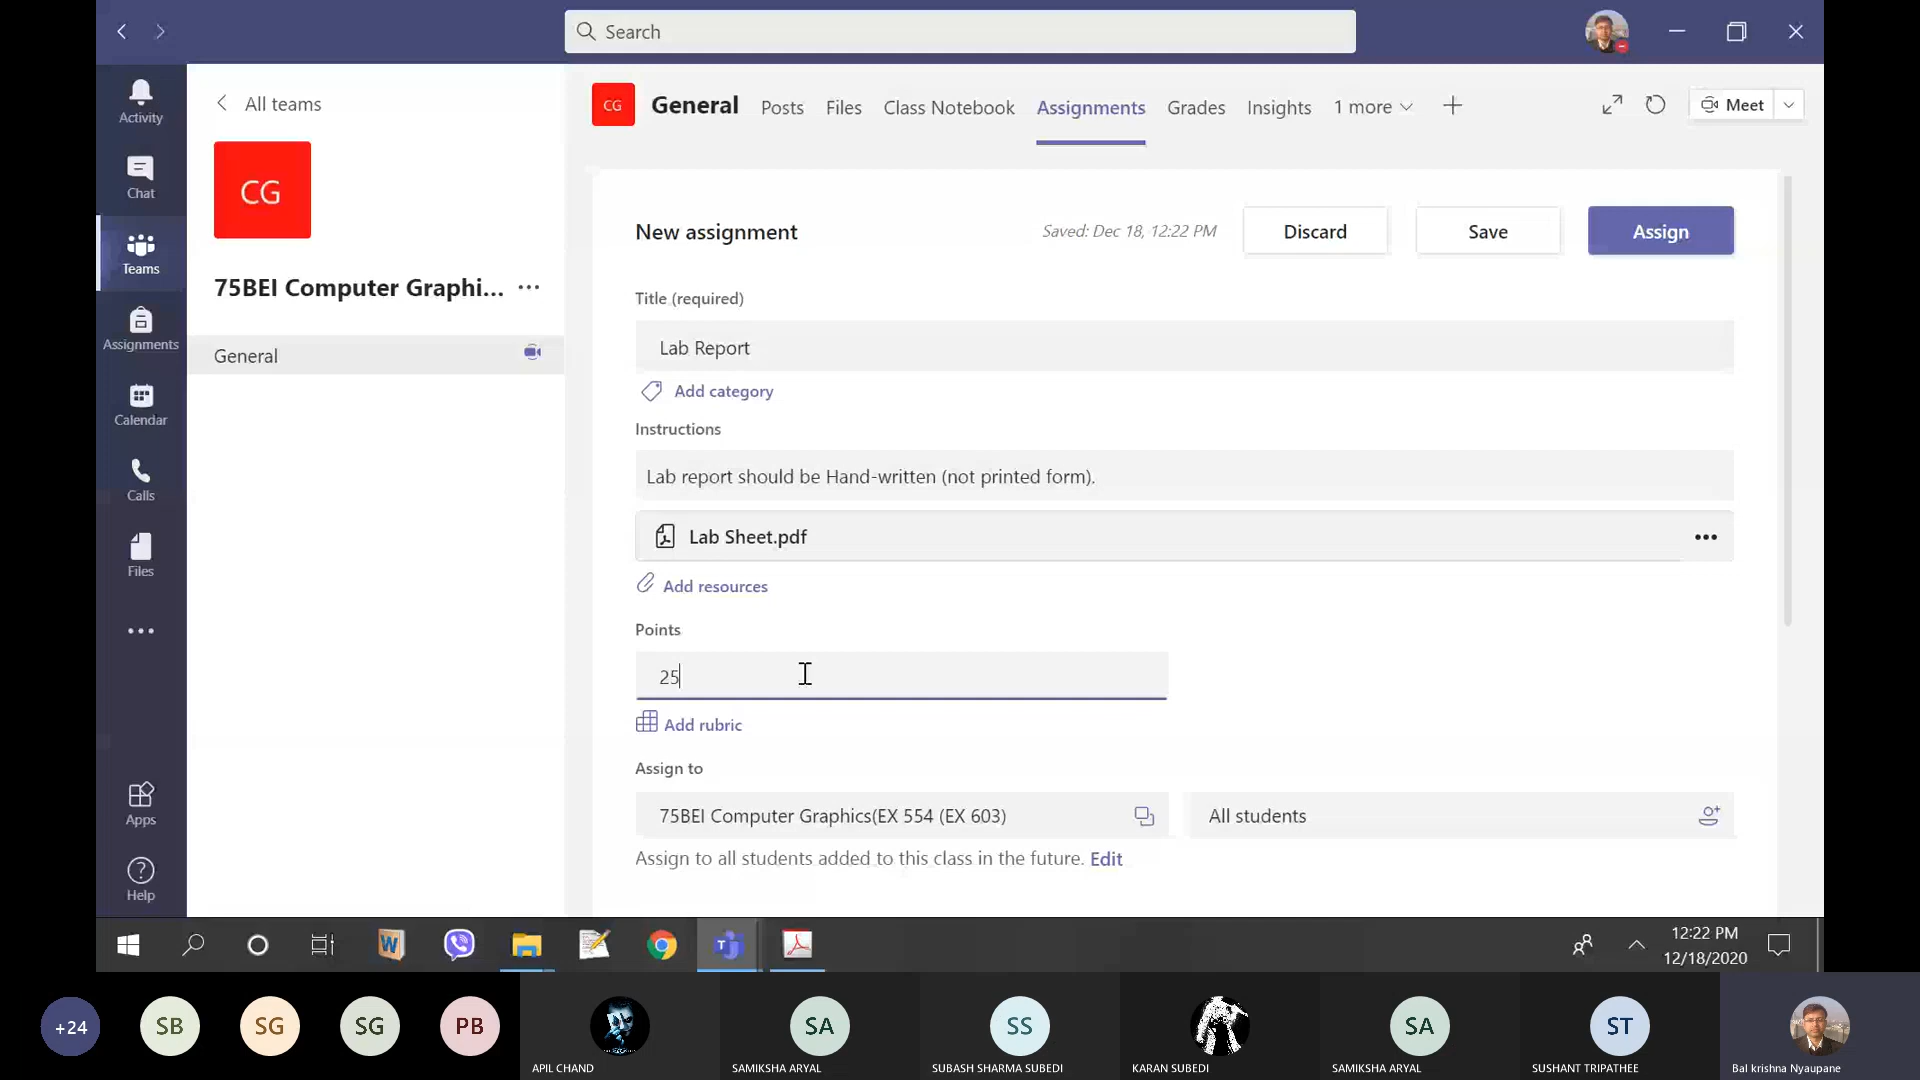 Search
Activity
Chat
Teams
Assignments
Calendar
Calls
Files
Apps
Help
All teams
CG
75BEI Computer Graphi...
General
CG
General
Posts
Files
Class Notebook
Assignments
Grades
Insights
1 more
Meet
New assignment
Saved: Dec 18, 12:22 PM
Discard
Save
Assign
Title (required)
Lab Report
Add category
Instructions
Lab report should be Hand-written (not printed form).
Lab Sheet.pdf
Add resources
Points
25
Add rubric
Assign to
75BEI Computer Graphics(EX 554 (EX 603)
All students
Assign to all students added to this class in the future. Edit
12:22 PM
12/18/2020
+24
SB
SG
SG
PB
APIL CHAND
SA
SAMIKSHA ARYAL
SS
SUBASH SHARMA SUBEDI
KARAN SUBEDI
SA
SAMIKSHA ARYAL
ST
SUSHANT TRIPATHEE
Bal krishna Nyaupane